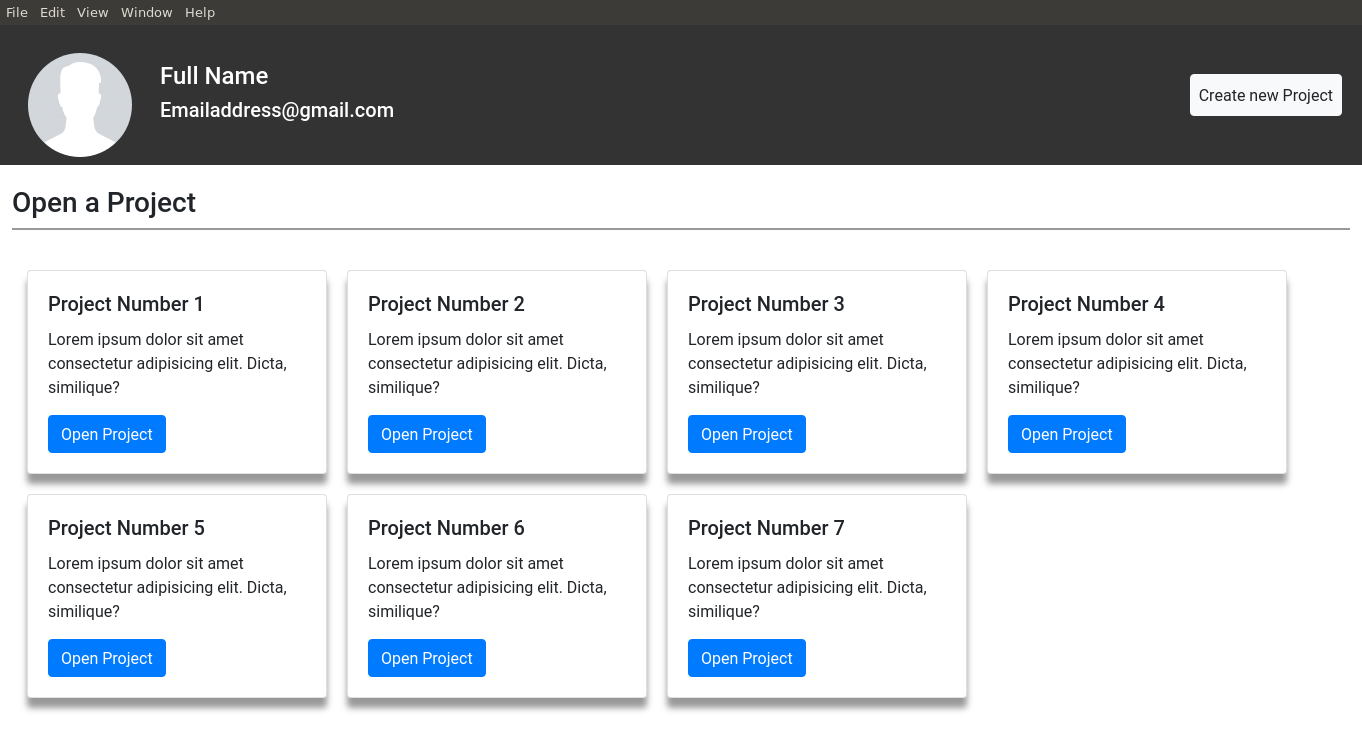 File Edit View Window Help
Full Name
Emailaddress@gmail.com
Create new Project
Open a Project
Project Number 1
Lorem ipsum dolor sit amet
consectetur adipisicing elit. Dicta,
similique?
Open Project
Project Number 2
Lorem ipsum dolor sit amet
consectetur adipisicing elit. Dicta,
similique?
Open Project
Project Number 3
Lorem ipsum dolor sit amet
consectetur adipisicing elit. Dicta,
similique?
Open Project
Project Number 4
Lorem ipsum dolor sit amet
consectetur adipisicing elit. Dicta,
similique?
Open Project
Project Number 5
Lorem ipsum dolor sit amet
consectetur adipisicing elit. Dicta,
similique?
Open Project
Project Number 6
Lorem ipsum dolor sit amet
consectetur adipisicing elit. Dicta,
similique?
Open Project
Project Number 7
Lorem ipsum dolor sit amet
consectetur adipisicing elit. Dicta,
similique?
Open Project